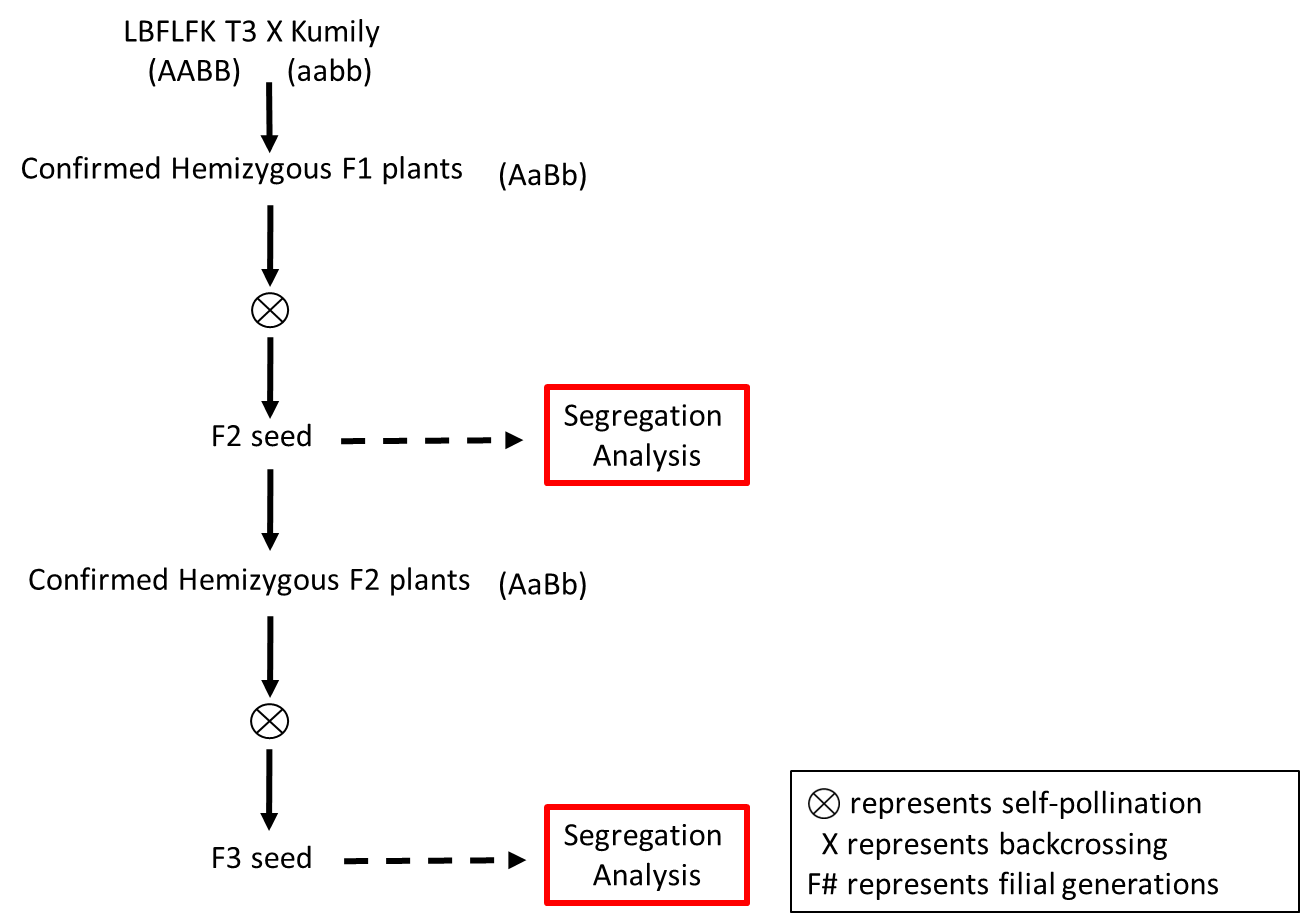 LBFLFK T3 X Kumily
(AABB) (aabb)
Confirmed Hemizygous F1 plants (AaBb)
F2 seed
Segregation
Analysis
Confirmed Hemizygous F2 plants (AaBb)
F3 seed
Segregation
Analysis
represents self-pollination
X represents backcrossing
F# represents filial generations